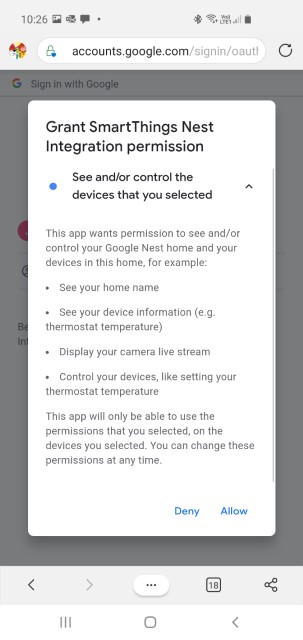 10:26
accounts.google.com/signin/oautl
Sign in with Google
Grant SmartThings Nest
Integration permission
See and/or control the
devices that you selected
This app wants permission to see and/or
control your Google Nest home and your
devices in this home, for example:
• See your home name
• See your device information (e.g.
thermostat temperature)
• Display your camera live stream
• Control your devices, like setting your
thermostat temperature
This app will only be able to use the
permissions that you selected, on the
devices you selected. You can change these
permissions at any time.
Deny Allow
18